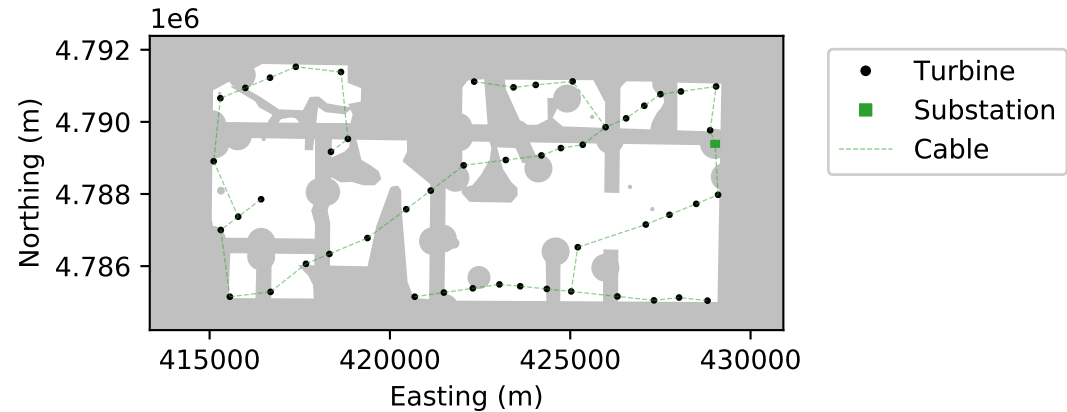 1e6
4.792
4.790
4.788
4.786
Northing (m)
415000 420000 425000 430000
Easting (m)
Turbine
Substation
Cable